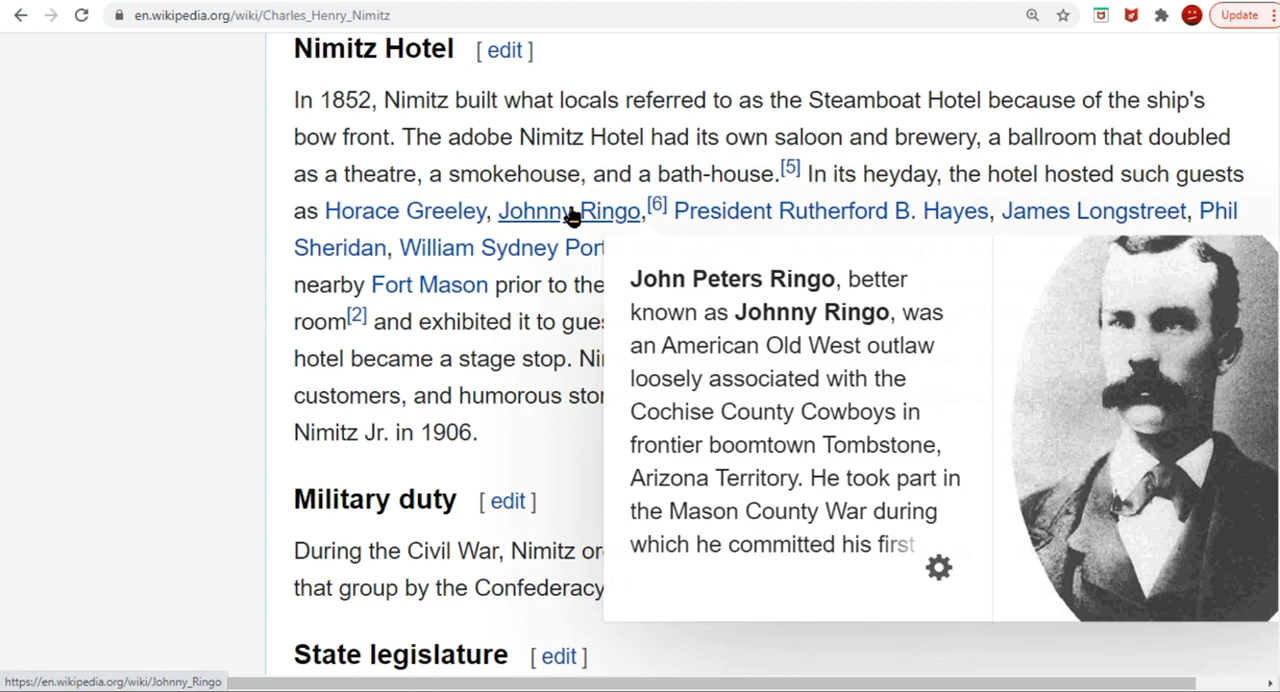 en.wikipedia.org/wiki/Charles_Henry_Nimitz
Update
Nimitz Hotel [ edit ]
In 1852, Nimitz built what locals referred to as the Steamboat Hotel because of the ship's
bow front. The adobe Nimitz Hotel had its own saloon and brewery, a ballroom that doubled
as a theatre, a smokehouse, and a bath-house.[5] In its heyday, the hotel hosted such guests
as Horace Greeley, Johnny Ringo,[6] President Rutherford B. Hayes, James Longstreet, Phil
Sheridan, William Sydney Port
nearby Fort Mason prior to the
room[2] and exhibited it to gue
hotel became a stage stop. Ni
customers, and humorous stor
Nimitz Jr. in 1906.
John Peters Ringo, better
known as Johnny Ringo, was
an American Old West outlaw
loosely associated with the
Cochise County Cowboys in
frontier boomtown Tombstone,
Arizona Territory. He took part in
the Mason County War during
which he committed his first
Military duty [ edit ]
During the Civil War, Nimitz or
that group by the Confederacy
State legislature [ edit ]
https://en.wikipedia.org/wiki/Johnny_Ringo